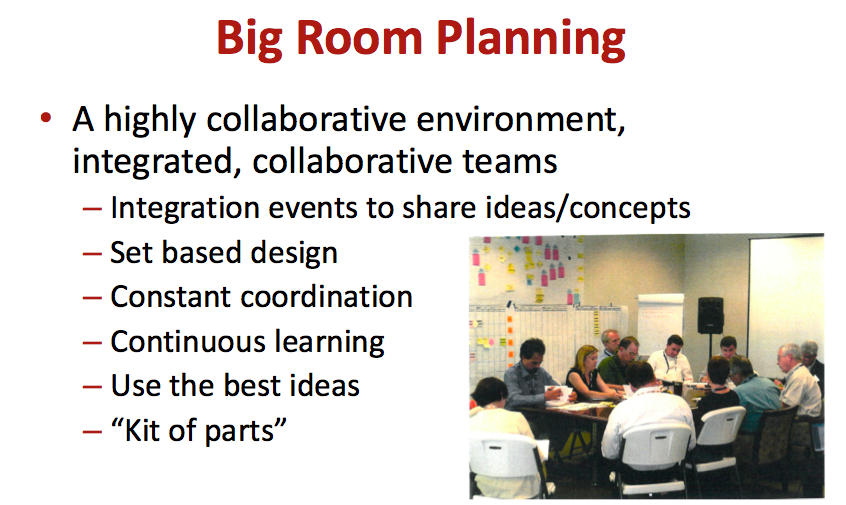 Big Room Planning
• A highly collaborative environment,
integrated, collaborative teams
– Integration events to share ideas/concepts
– Set based design
– Constant coordination
– Continuous learning
– Use the best ideas
– “Kit of parts”